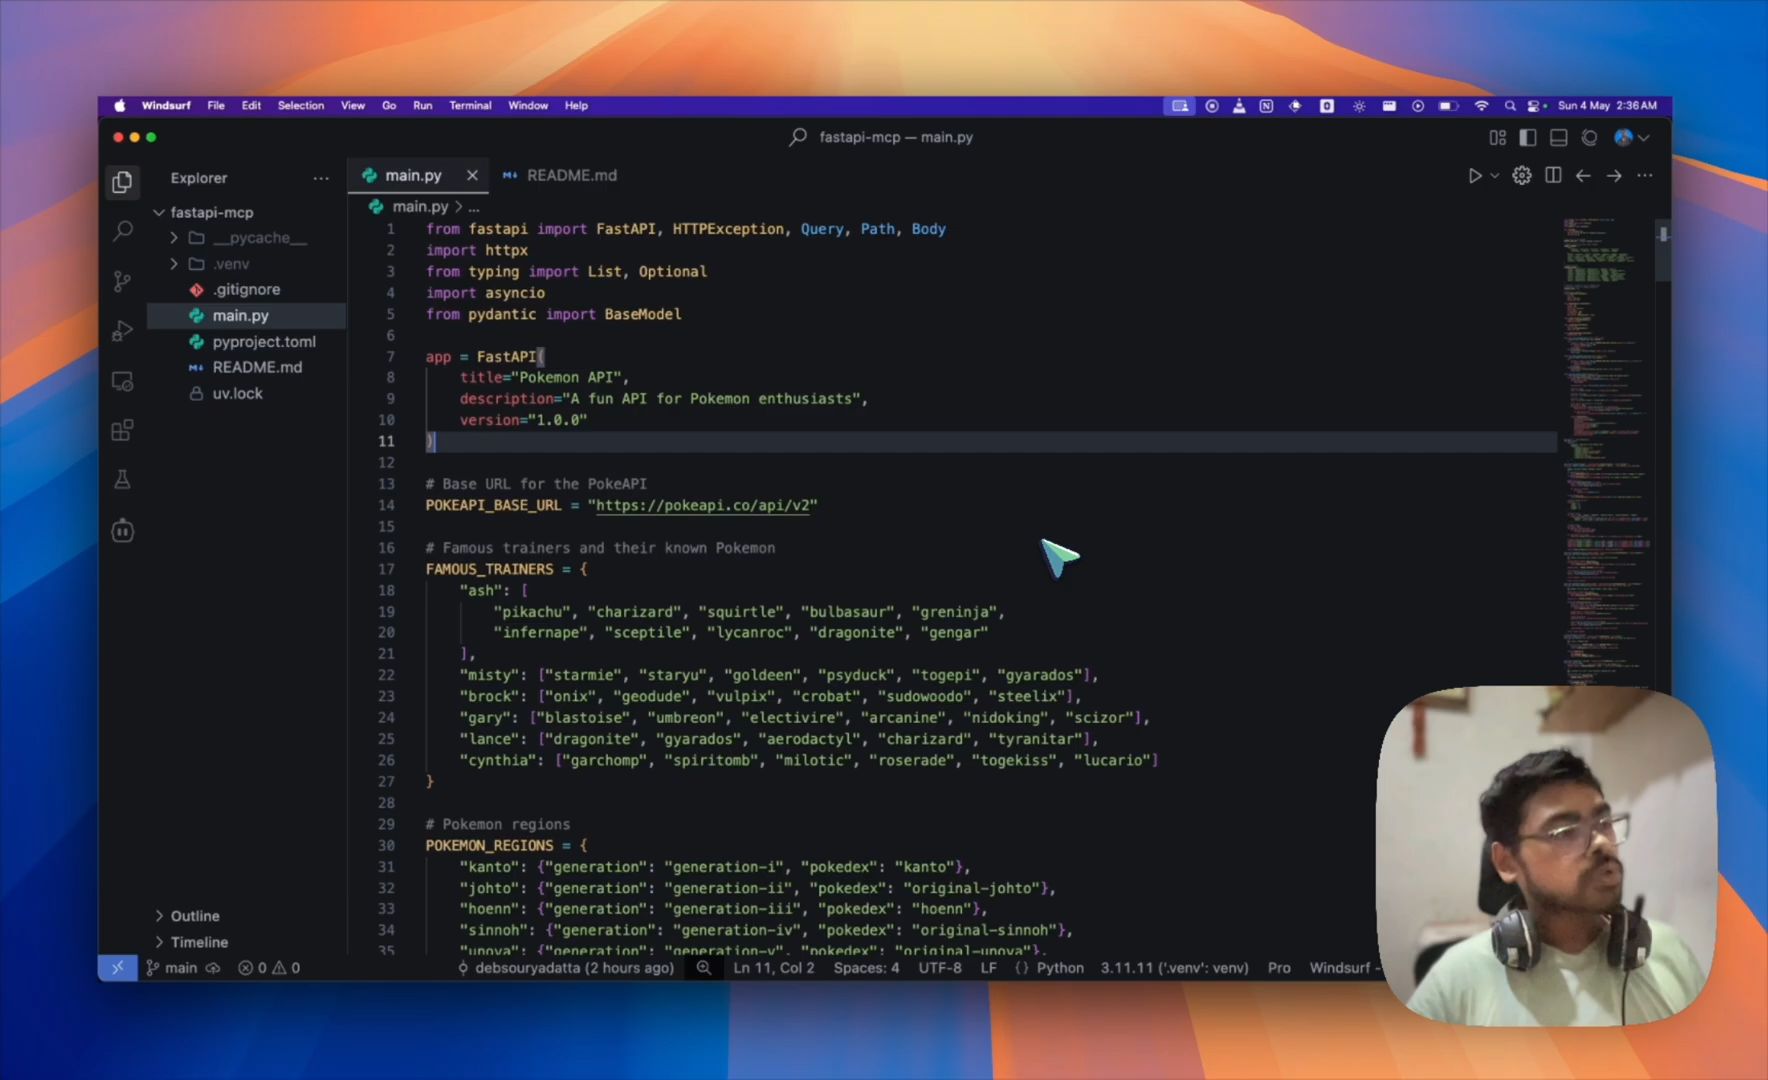 Windsurf File Edit Selection View Go Run Terminal Window Help
Sun 4 May 2:36 AM
fastapi-mcp — main.py
Explorer
main.py
README.md
fastapi-mcp
main.py > ...
__pycache__
.venv
.gitignore
main.py
pyproject.toml
README.md
uv.lock
1 from fastapi import FastAPI, HTTPException, Query, Path, Body
2 import httpx
3 from typing import List, Optional
4 import asyncio
5 from pydantic import BaseModel
6
7 app = FastAPI(
8 title="Pokemon API",
9 description="A fun API for Pokemon enthusiasts",
10 version="1.0.0"
11 )
12
13 # Base URL for the PokeAPI
14 POKEAPI_BASE_URL = "https://pokeapi.co/api/v2"
15
16 # Famous trainers and their known Pokemon
17 FAMOUS_TRAINERS = {
18 "ash": [
19 "pikachu", "charizard", "squirtle", "bulbasaur", "greninja",
20 "infernape", "sceptile", "lycanroc", "dragonite", "gengar"
21 ],
22 "misty": ["starmie", "staryu", "goldeen", "psyduck", "togepi", "gyarados"],
23 "brock": ["onix", "geodude", "vulpix", "crobat", "sudowoodo", "steelix"],
24 "gary": ["blastoise", "umbreon", "electivire", "arcanine", "nidoking", "scizor"],
25 "lance": ["dragonite", "gyarados", "aerodactyl", "charizard", "tyranitar"],
26 "cynthia": ["garchomp", "spiritomb", "milotic", "roserade", "togekiss", "lucario"]
27 }
28
29 # Pokemon regions
30 POKEMON_REGIONS = {
31 "kanto": {"generation": "generation-i", "pokedex": "kanto"},
32 "johto": {"generation": "generation-ii", "pokedex": "original-johto"},
33 "hoenn": {"generation": "generation-iii", "pokedex": "hoenn"},
34 "sinnoh": {"generation": "generation-iv", "pokedex": "original-sinnoh"},
35 "unova": {"generation": "generation-v", "pokedex": "original-unova"},
Outline
Timeline
main 0 0 debsouryadatta (2 hours ago) Ln 11, Col 2 Spaces: 4 UTF-8 LF {} Python 3.11.11 ('.venv': venv) Pro Windsurf -